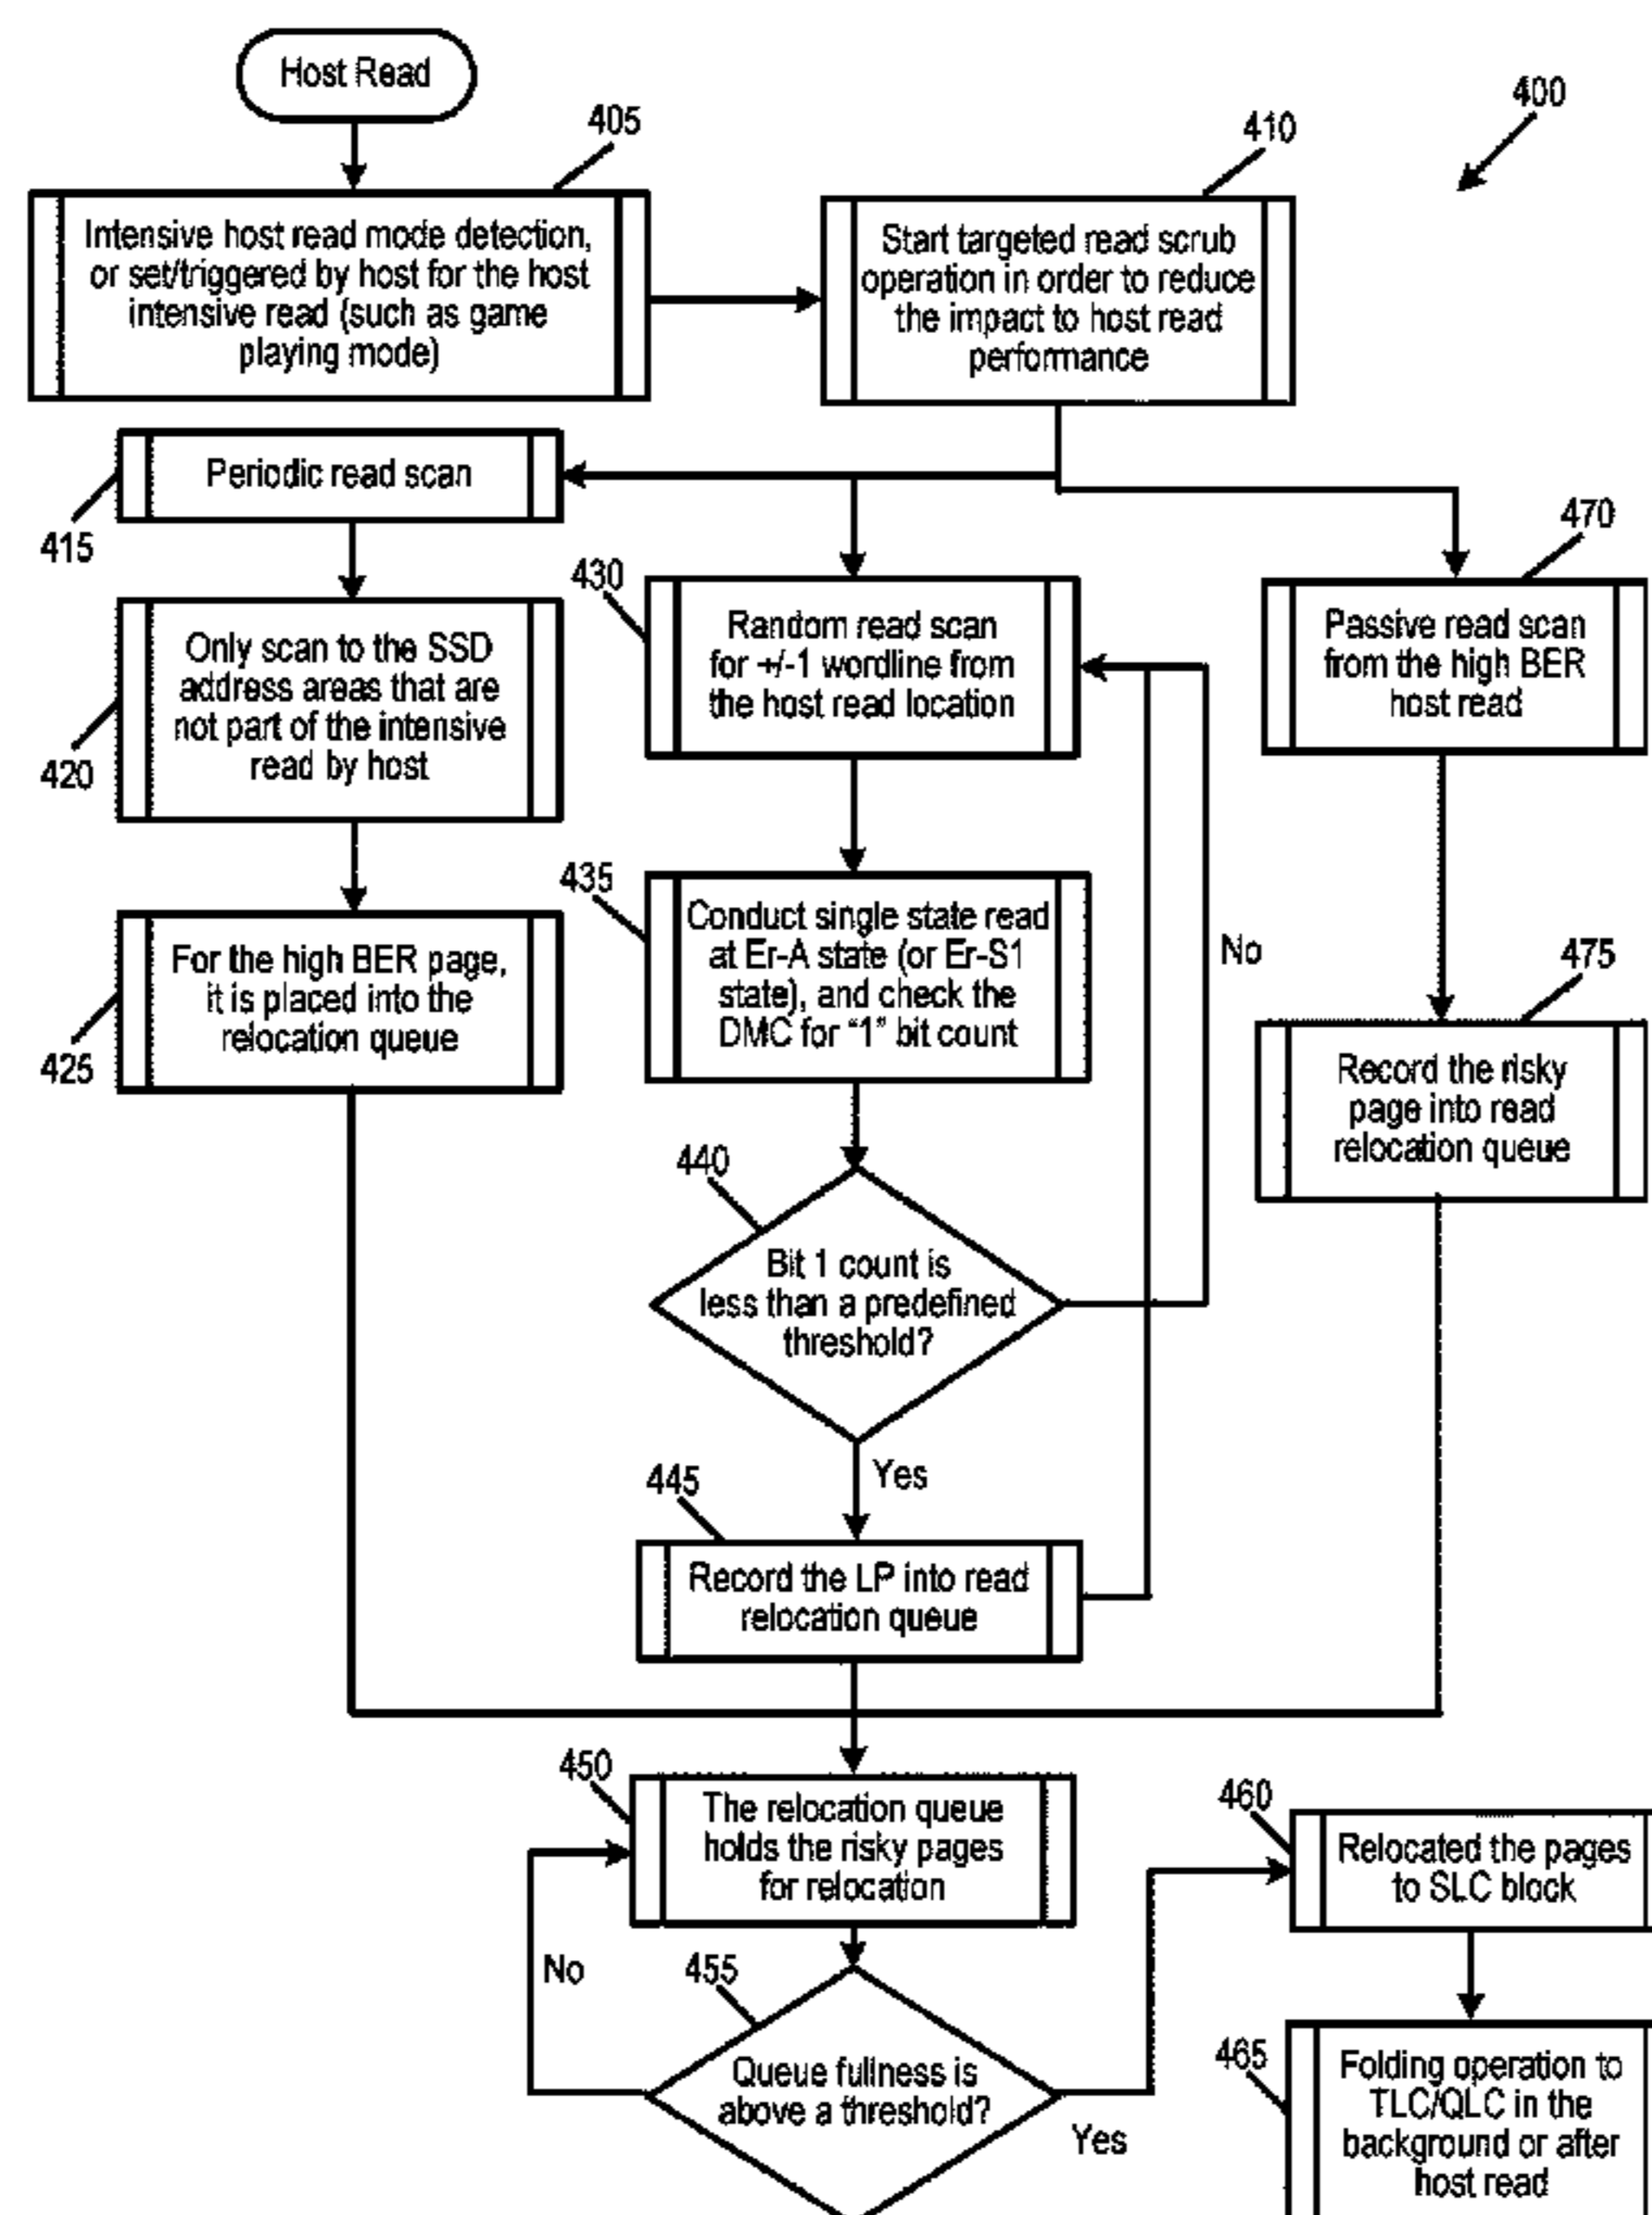 Host Read
400
405
Intensive host read mode detection,
or set/triggered by host for the host
intensive read (such as game
playing mode)
410
Start targeted read scrub
operation in order to reduce
the impact to host read
performance
Periodic read scan
415
420
Only scan to the SSD
address areas that are
not part of the intensive
read by host
425
For the high BER page,
it is placed into the
relocation queue
430
Random read scan
for +/-1 wordline from
the host read location
435
Conduct single state read
at Er-A state (or Er-S1
state), and check the
DMC for "1" bit count
440
Bit 1 count is
less than a predefined
threshold?
No
Yes
445
Record the LP into read
relocation queue
470
Passive read scan
from the high BER
host read
475
Record the risky
page into read
relocation queue
450
The relocation queue
holds the risky pages
for relocation
455
Queue fullness is
above a threshold?
No
Yes
460
Relocated the pages
to SLC block
465
Folding operation to
TLC/QLC in the
background or after
host read